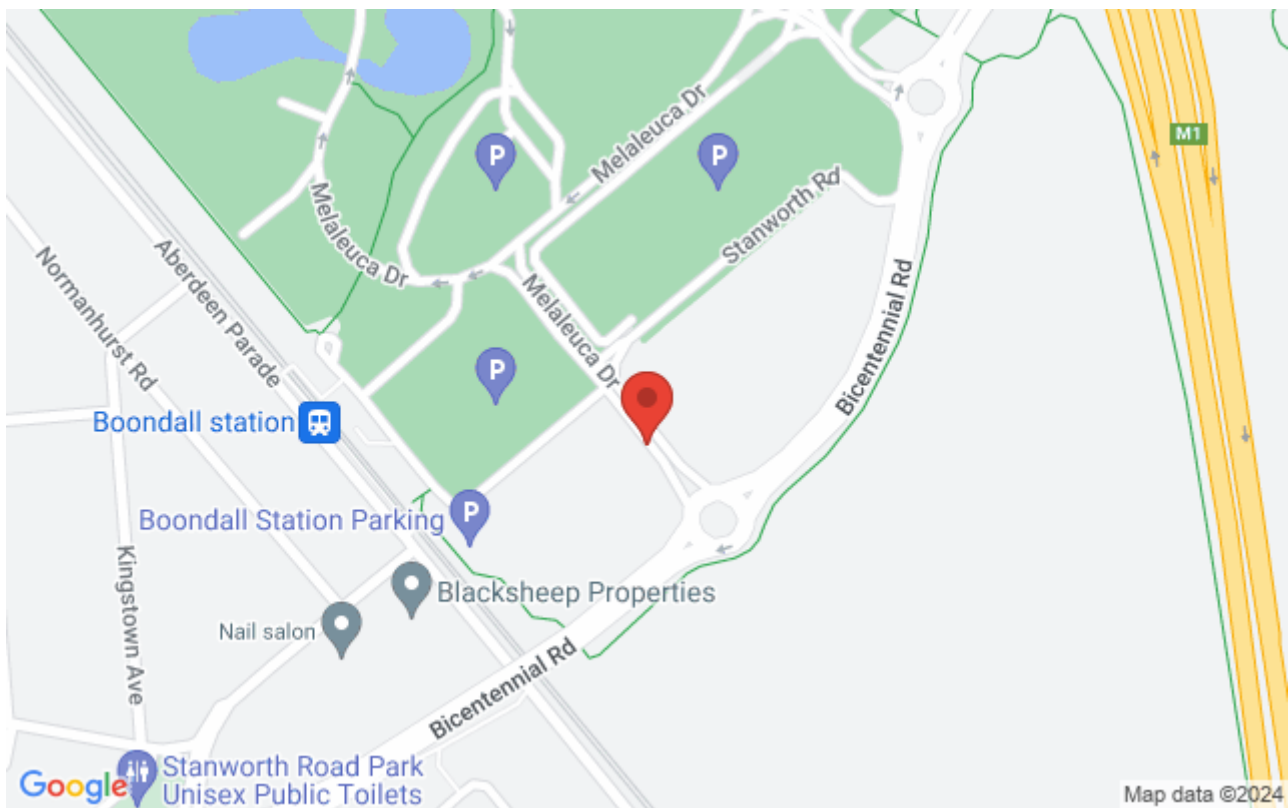 Melaleuca Dr
M1
P
P
Stanworth Rd
Melaleuca Dr
Aberdeen Parade
Normanhurst Rd
Melaleuca Dr
Bicentennial Rd
P
Boondall station
Boondall Station Parking
P
Kingstown Ave
Blacksheep Properties
Nail salon
Bicentennial Rd
Stanworth Road Park
Unisex Public Toilets
Google
Map data ©2024